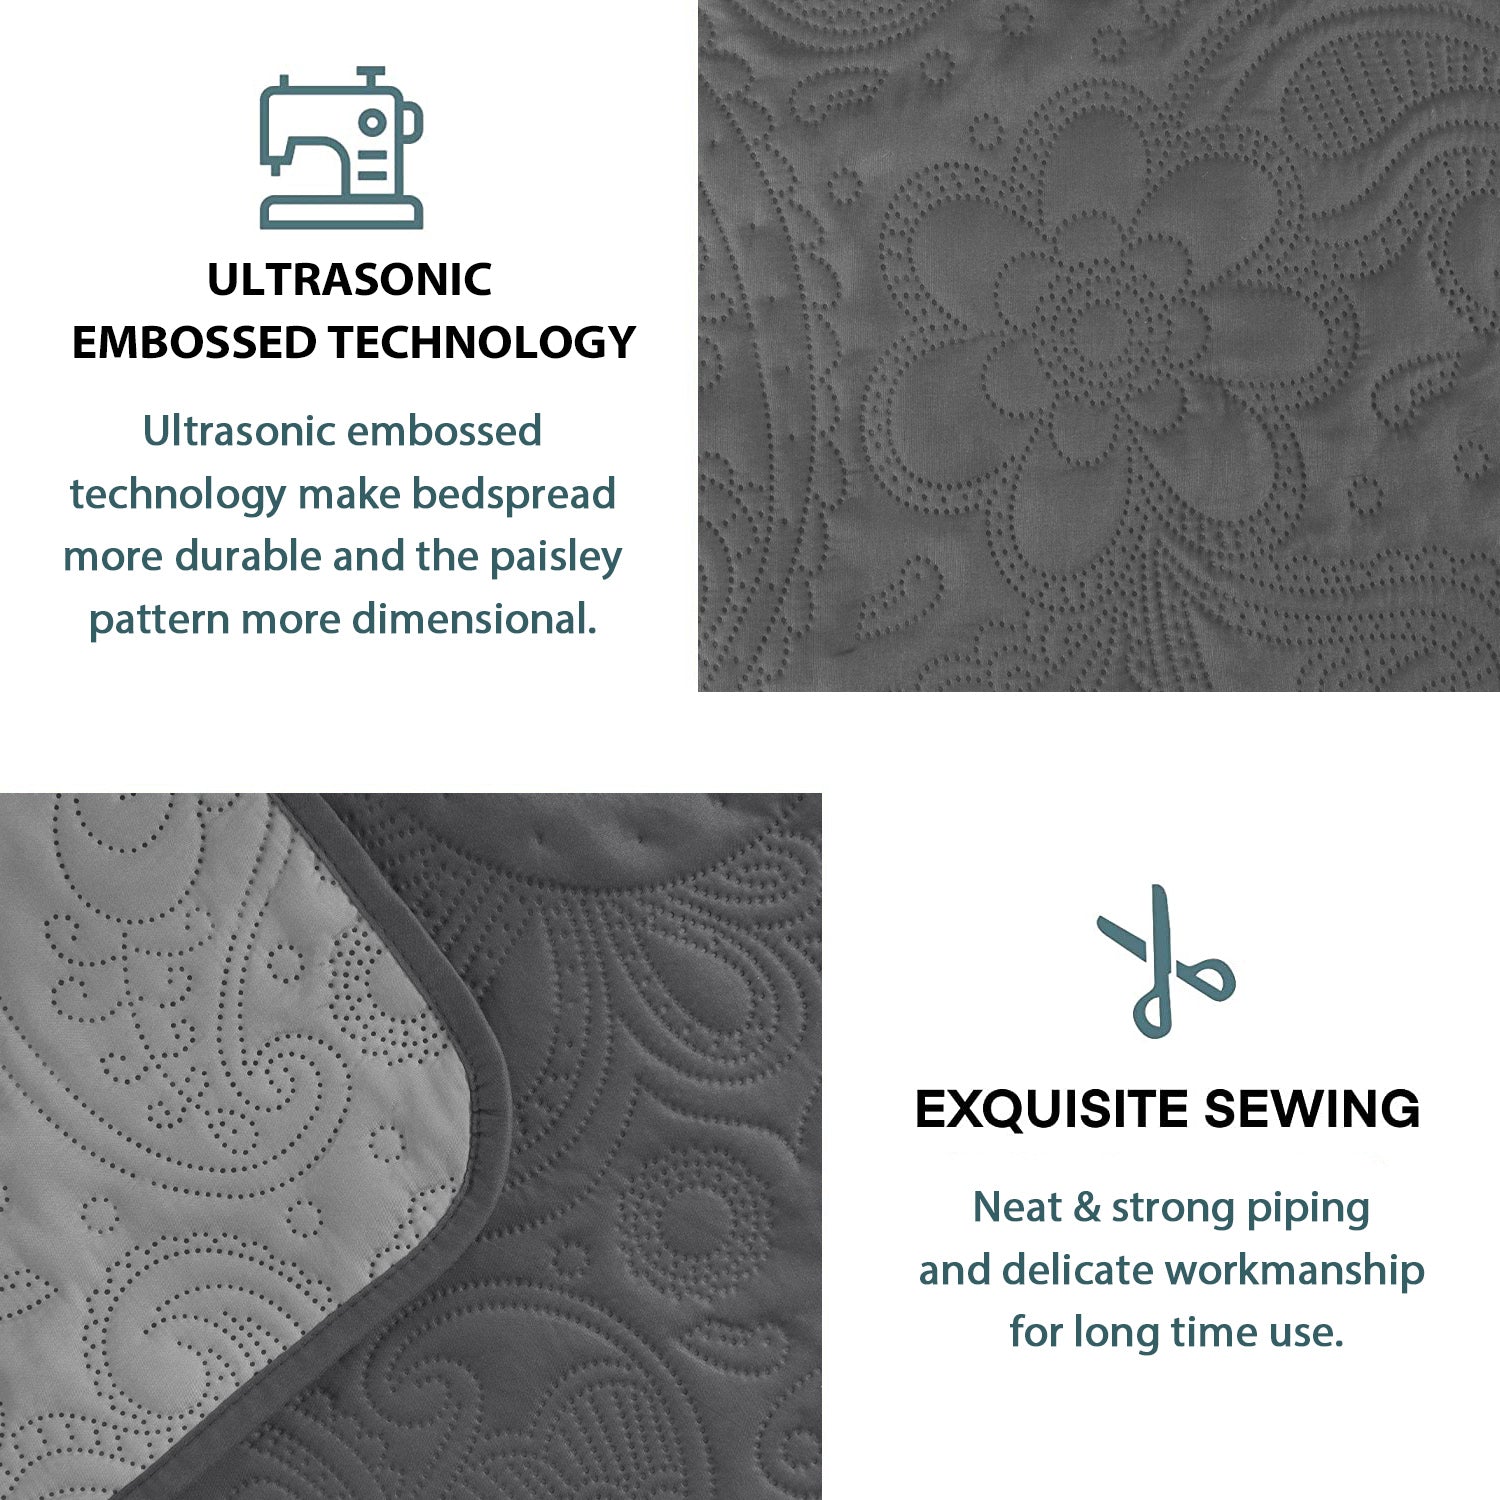 ULTRASONIC
EMBOSSED TECHNOLOGY
Ultrasonic embossed
technology make bedspread
more durable and the paisley
pattern more dimensional.
EXQUISITE SEWING
Neat & strong piping
and delicate workmanship
for long time use.